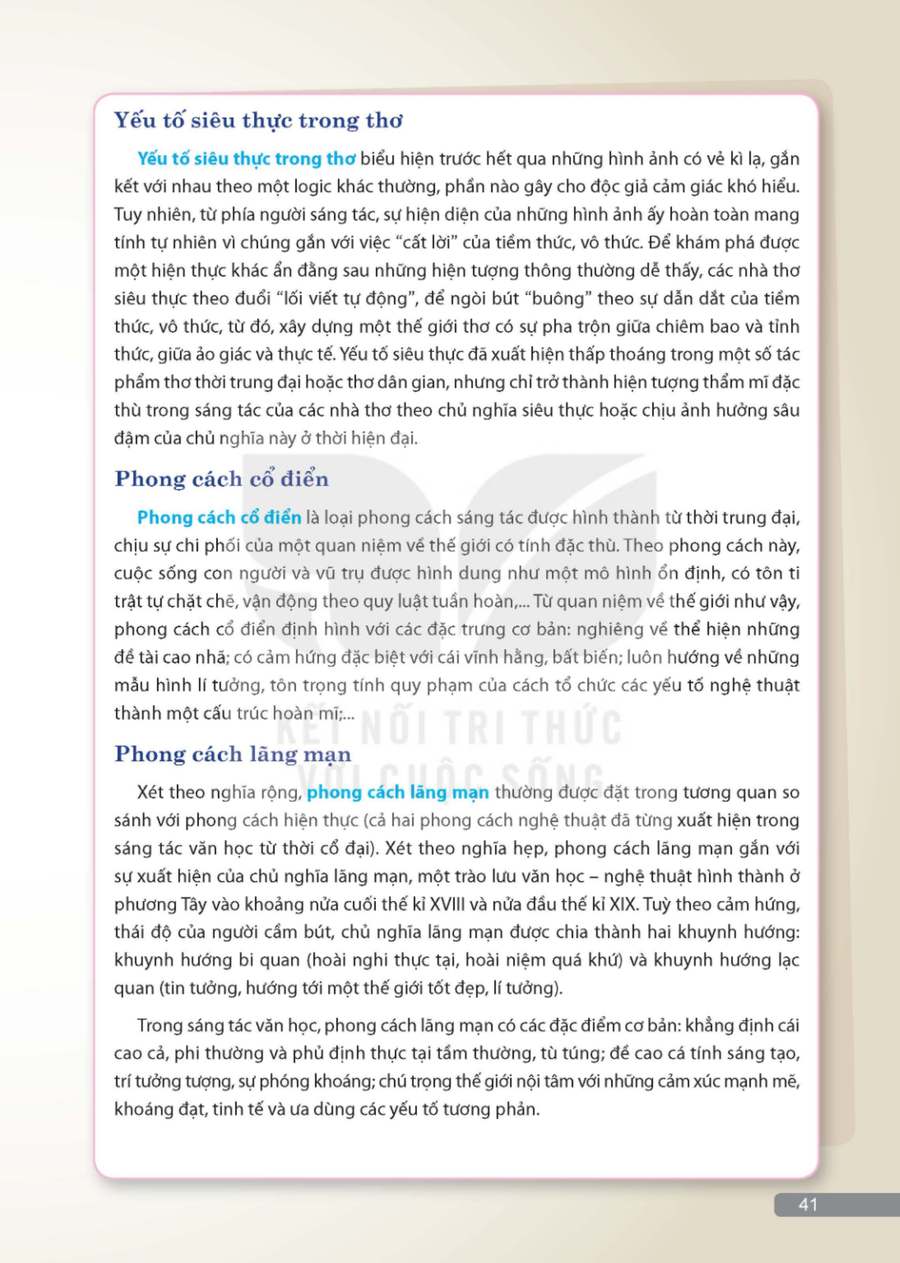 Yếu tố siêu thực trong thơ
Yếu tố siêu thực trong thơ biểu hiện trước hết qua những hình ảnh có vẻ kì lạ, gắn
kết với nhau theo một logic khác thường, phần nào gây cho độc giả cảm giác khó hiểu.
Tuy nhiên, từ phía người sáng tác, sự hiện diện của những hình ảnh ấy hoàn toàn mang
tính tự nhiên vì chúng gắn với việc “cất lời” của tiềm thức, vô thức. Để khám phá được
một hiện thực khác ẩn đằng sau những hiện tượng thông thường dễ thấy, các nhà thơ
siêu thực theo đuổi “lối viết tự động”, để ngòi bút “buông” theo sự dẫn dắt của tiềm
thức, vô thức, từ đó, xây dựng một thế giới thơ có sự pha trộn giữa chiêm bao và tỉnh
thức, giữa ảo giác và thực tế. Yếu tố siêu thực đã xuất hiện thấp thoáng trong một số tác
phẩm thơ thời trung đại hoặc thơ dân gian, nhưng chỉ trở thành hiện tượng thẩm mĩ đặc
thù trong sáng tác của các nhà thơ theo chủ nghĩa siêu thực hoặc chịu ảnh hưởng sâu
đậm của chủ nghĩa này ở thời hiện đại.
Phong cách cổ điển
Phong cách cổ điển là loại phong cách sáng tác được hình thành từ thời trung đại,
chịu sự chi phối của một quan niệm về thế giới có tính đặc thù. Theo phong cách này,
cuộc sống con người và vũ trụ được hình dung như một mô hình ổn định, có tôn ti
trật tự chặt chẽ, vận động theo quy luật tuần hoàn,... Từ quan niệm về thế giới như vậy,
phong cách cổ điển định hình với các đặc trưng cơ bản: nghiêng về thể hiện những
đề tài cao nhã; có cảm hứng đặc biệt với cái vĩnh hằng, bất biến; luôn hướng về những
mẫu hình lí tưởng, tôn trọng tính quy phạm của cách tổ chức các yếu tố nghệ thuật
thành một cấu trúc hoàn mĩ;...
KẾT NỐI TRI THỨC
Phong cách lãng mạn
VỚI CUỘC SỐNG
Xét theo nghĩa rộng, phong cách lãng mạn thường được đặt trong tương quan so
sánh với phong cách hiện thực (cả hai phong cách nghệ thuật đã từng xuất hiện trong
sáng tác văn học từ thời cổ đại). Xét theo nghĩa hẹp, phong cách lãng mạn gắn với
sự xuất hiện của chủ nghĩa lãng mạn, một trào lưu văn học – nghệ thuật hình thành ở
phương Tây vào khoảng nửa cuối thế kỉ XVIII và nửa đầu thế kỉ XIX. Tuỳ theo cảm hứng,
thái độ của người cầm bút, chủ nghĩa lãng mạn được chia thành hai khuynh hướng:
khuynh hướng bi quan (hoài nghi thực tại, hoài niệm quá khứ) và khuynh hướng lạc
quan (tin tưởng, hướng tới một thế giới tốt đẹp, lí tưởng).
Trong sáng tác văn học, phong cách lãng mạn có các đặc điểm cơ bản: khẳng định cái
cao cả, phi thường và phủ định thực tại tầm thường, tù túng; đề cao cá tính sáng tạo,
trí tưởng tượng, sự phóng khoáng; chú trọng thế giới nội tâm với những cảm xúc mạnh mẽ,
khoáng đạt, tinh tế và ưa dùng các yếu tố tương phản.
41